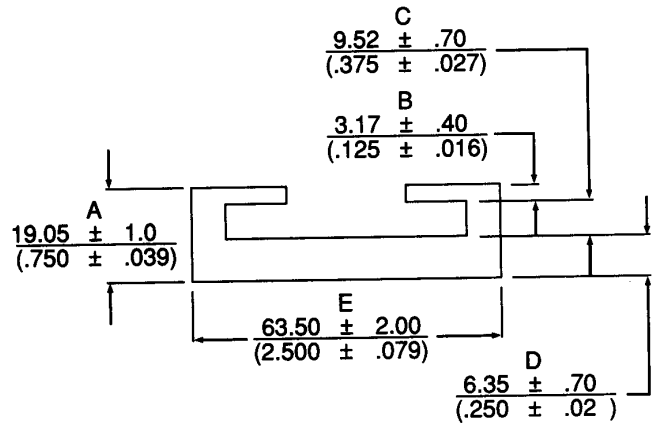 C
9.52 ± .70
(.375 ± .027)
B
3.17 ± .40
(.125 ± .016)
A
19.05 ± 1.0
(.750 ± .039)
E
63.50 ± 2.00
(2.500 ± .079)
D
6.35 ± .70
(.250 ± .02 )